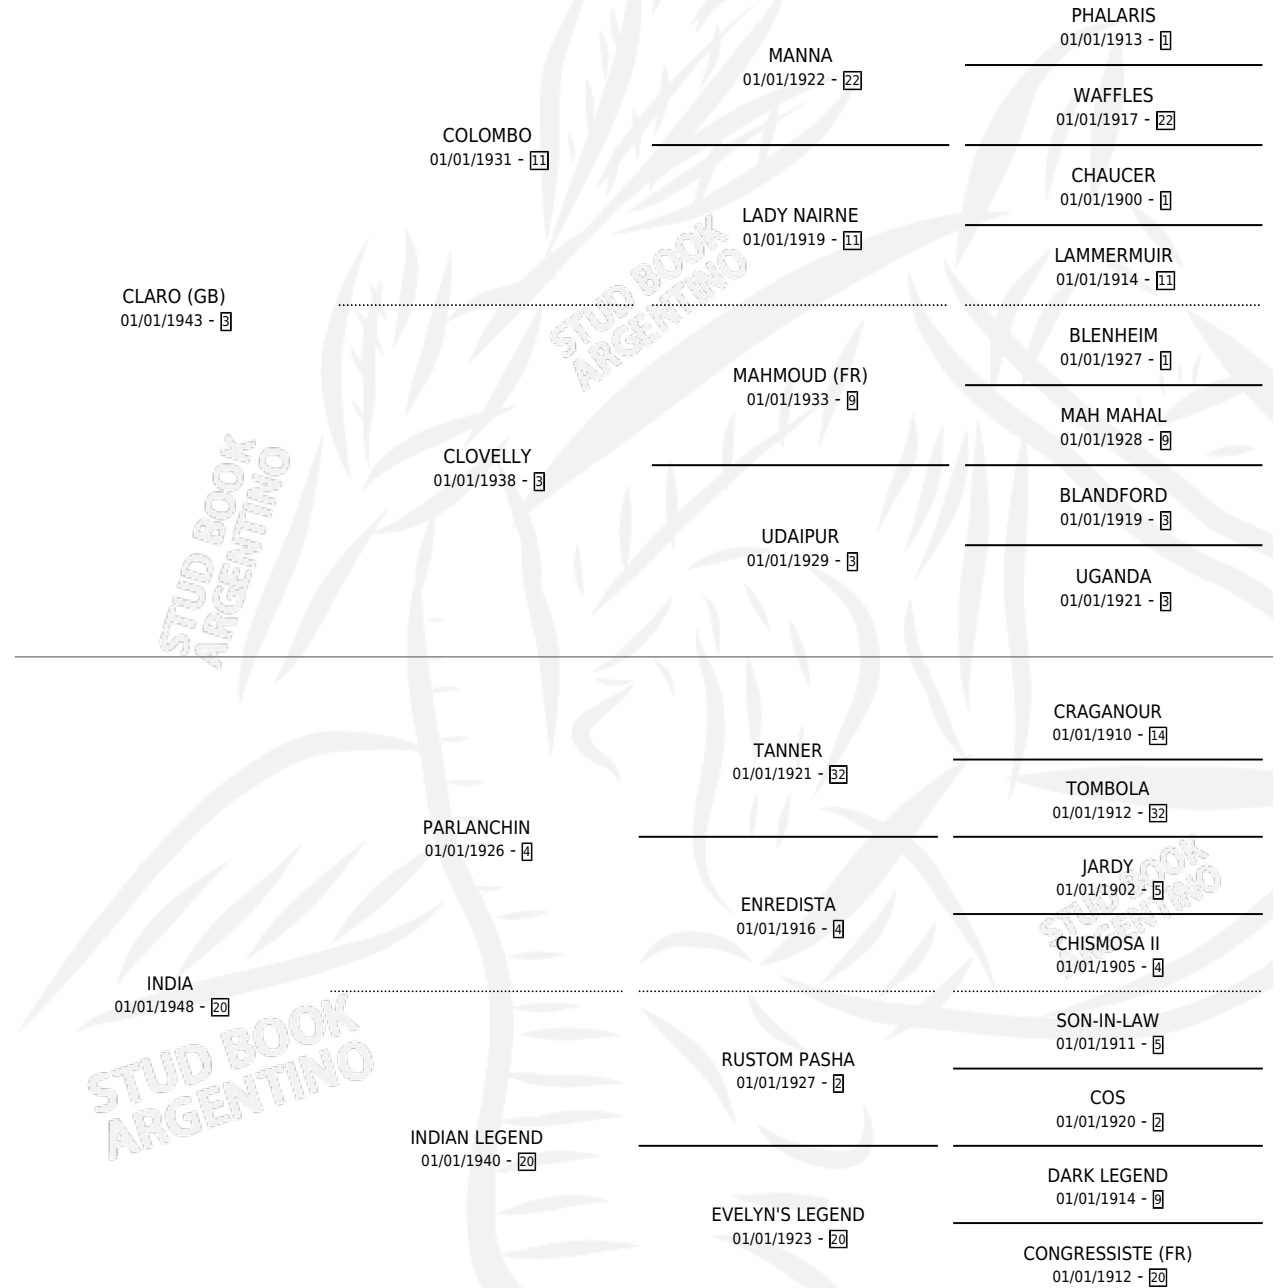 PHALARIS
01/01/1913 - 1
MANNA
01/01/1922 - 22
WAFFLES
01/01/1917 - 22
COLOMBO
01/01/1931 - 11
CHAUCER
01/01/1900 - 1
LADY NAIRNE
01/01/1919 - 11
LAMMERMUIR
01/01/1914 - 11
CLARO (GB)
01/01/1943 - 3
BLENHEIM
01/01/1927 - 1
MAHMOUD (FR)
01/01/1933 - 9
MAH MAHAL
01/01/1928 - 9
CLOVELLY
01/01/1938 - 3
BLANDFORD
01/01/1919 - 3
UDAIPUR
01/01/1929 - 3
UGANDA
01/01/1921 - 3
STUD BOOK
ARGENTINO
STUD BOOK
ARGENTINO
CRAGANOUR
01/01/1910 - 14
TANNER
01/01/1921 - 32
TOMBOLA
01/01/1912 - 32
PARLANCHIN
01/01/1926 - 4
JARDY
01/01/1902 - 5
ENREDISTA
01/01/1916 - 4
CHISMOSA II
01/01/1905 - 4
INDIA
01/01/1948 - 20
SON-IN-LAW
01/01/1911 - 5
RUSTOM PASHA
01/01/1927 - 2
COS
01/01/1920 - 2
INDIAN LEGEND
01/01/1940 - 20
DARK LEGEND
01/01/1914 - 9
EVELYN'S LEGEND
01/01/1923 - 20
CONGRESSISTE (FR)
01/01/1912 - 20
STUD BOOK
ARGENTINO
STUD BOOK
ARGENTINO